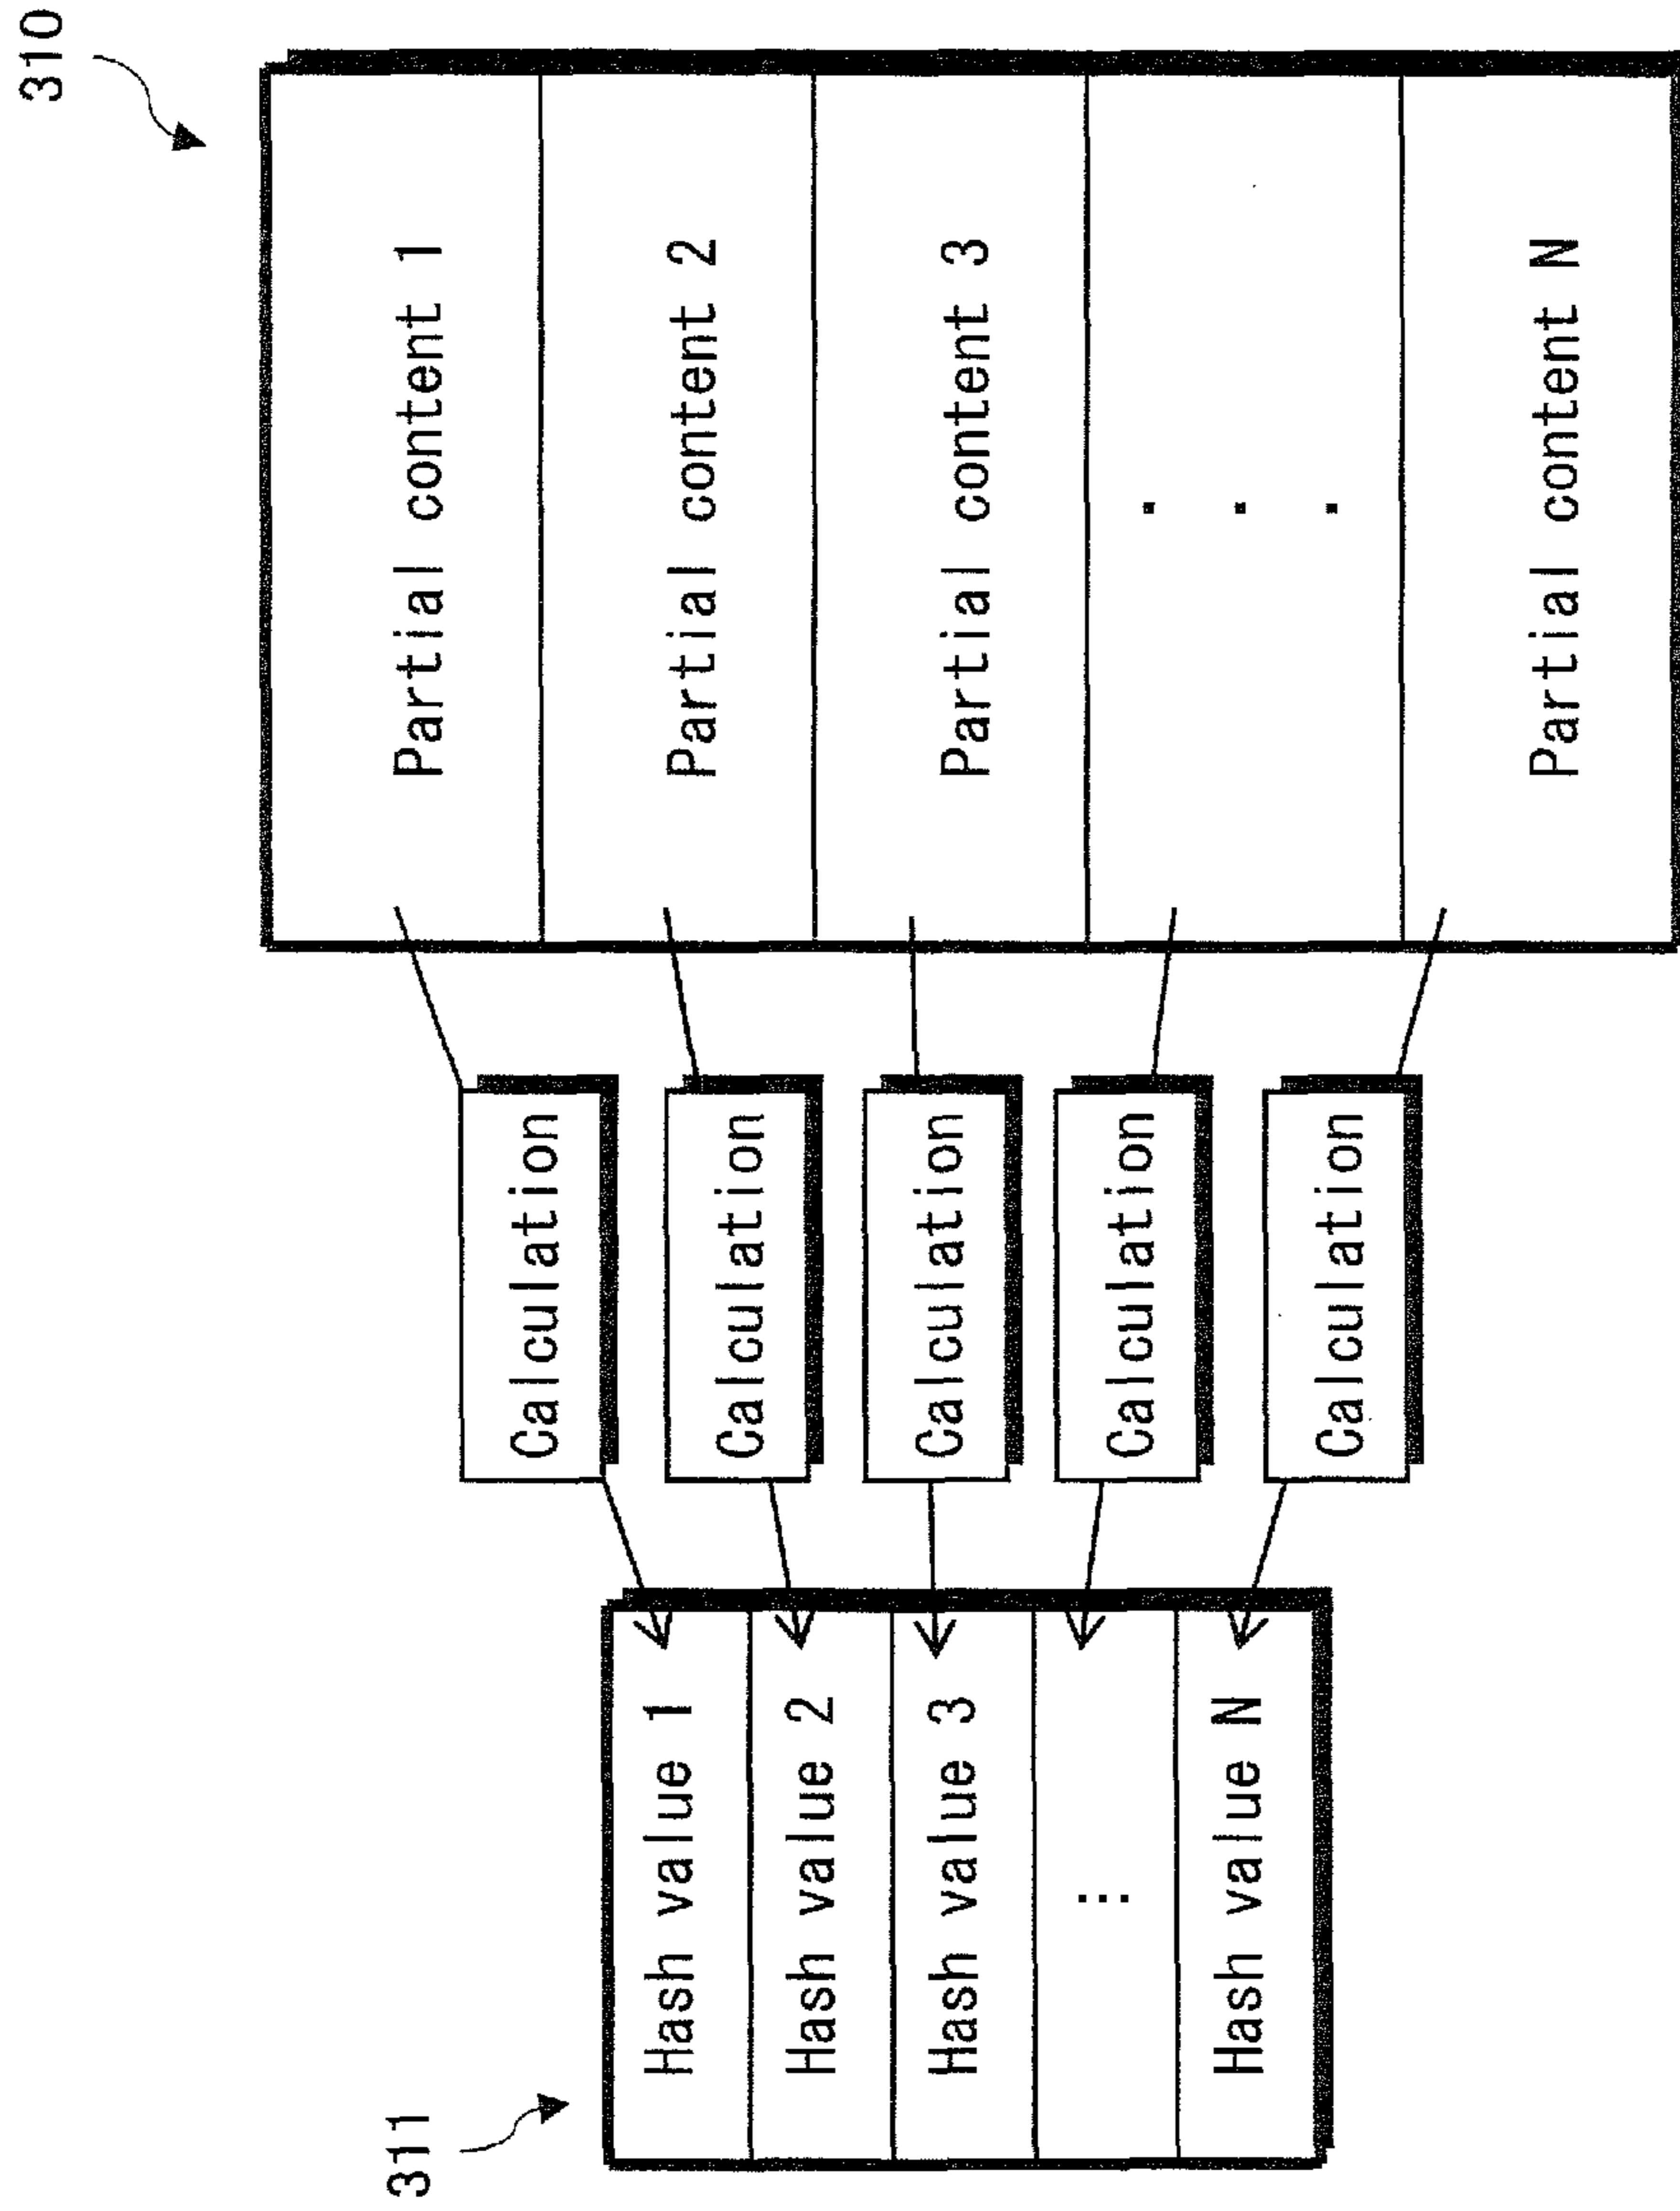 310
Partial content 1
Partial content 2
Partial content 3
. . .
Partial content N
Calculation
Calculation
Calculation
Calculation
Calculation
311
Hash value 1
Hash value 2
Hash value 3
...
Hash value N